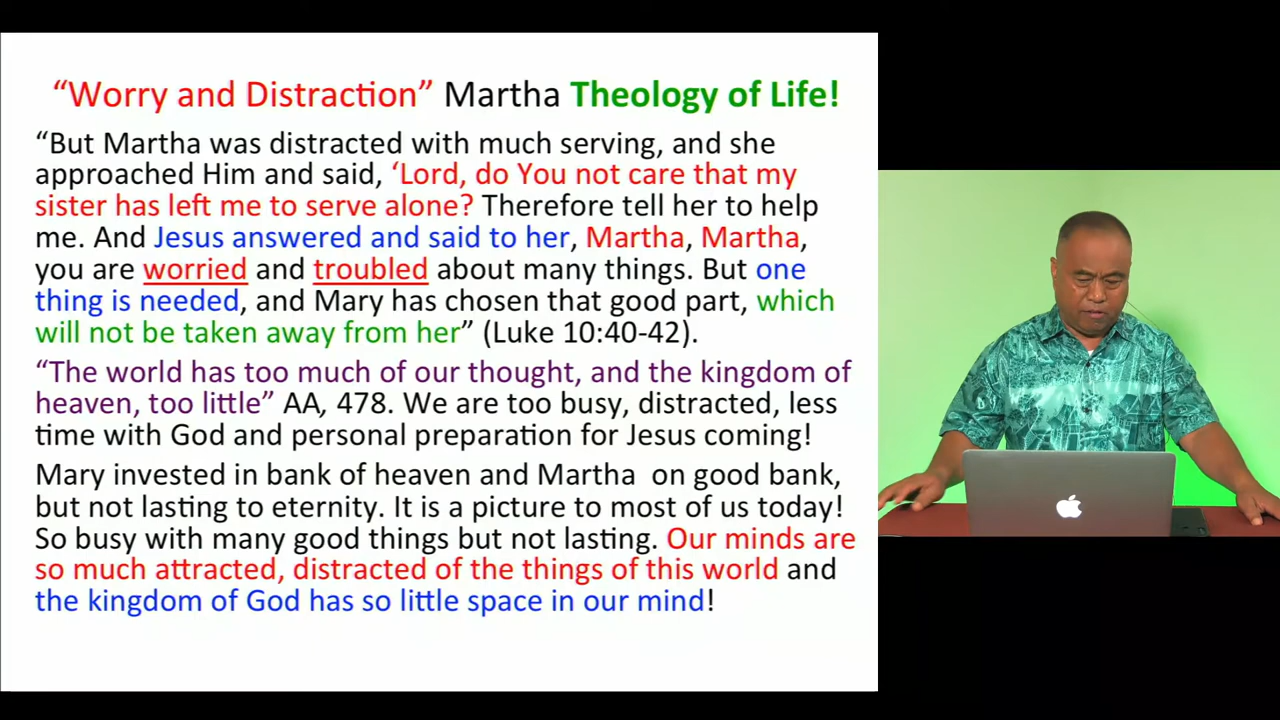 “Worry and Distraction” Martha Theology of Life!
“But Martha was distracted with much serving, and she
approached Him and said, ‘Lord, do You not care that my
sister has left me to serve alone? Therefore tell her to help
me. And Jesus answered and said to her, Martha, Martha,
you are worried and troubled about many things. But one
thing is needed, and Mary has chosen that good part, which
will not be taken away from her” (Luke 10:40-42).
“The world has too much of our thought, and the kingdom of
heaven, too little” AA, 478. We are too busy, distracted, less
time with God and personal preparation for Jesus coming!
Mary invested in bank of heaven and Martha  on good bank,
but not lasting to eternity. It is a picture to most of us today!
So busy with many good things but not lasting. Our minds are
so much attracted, distracted of the things of this world and
the kingdom of God has so little space in our mind!